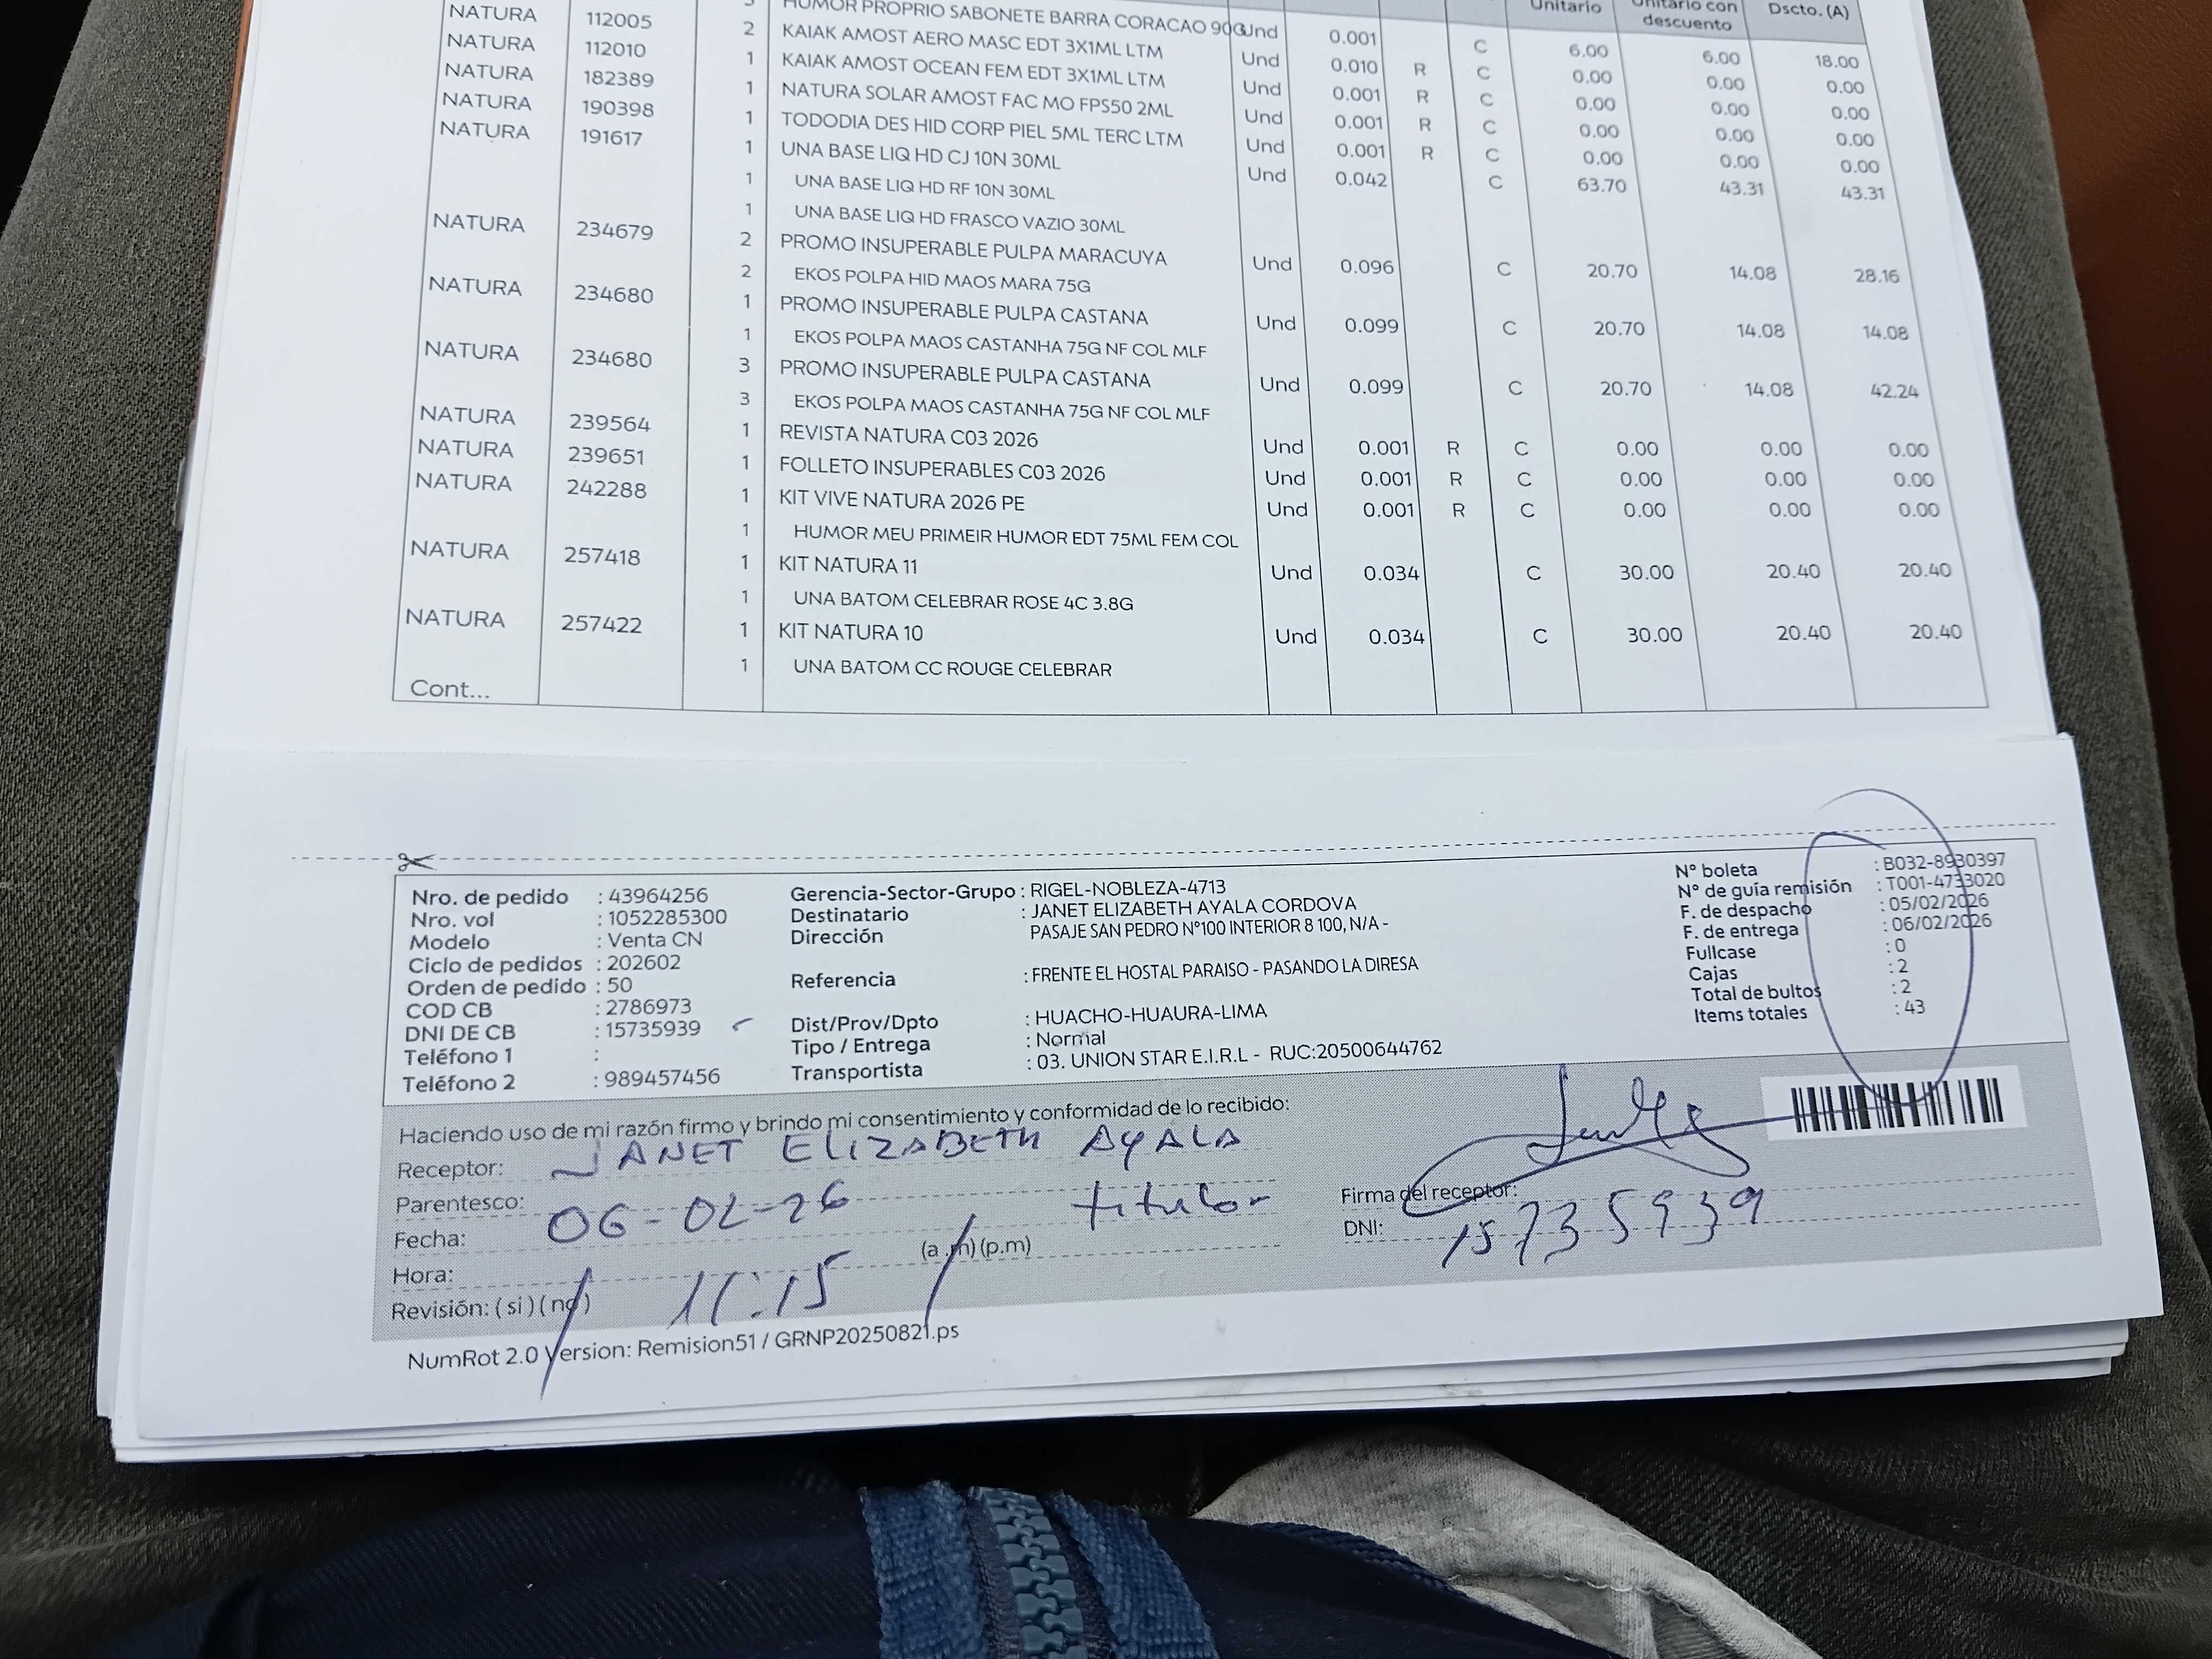 Unitario Unitario con descuento Dscto. (A)
HUMOR PROPRIO SABONETE BARRA CORACAO 90G Und 0.001 C 6.00 6.00 18.00
NATURA 112005 2 KAIAK AMOST AERO MASC EDT 3X1ML LTM Und 0.010 R C 0.00 0.00 0.00
NATURA 112010 1 KAIAK AMOST OCEAN FEM EDT 3X1ML LTM Und 0.001 R C 0.00 0.00 0.00
NATURA 182389 1 NATURA SOLAR AMOST FAC MO FPS50 2ML Und 0.001 R C 0.00 0.00 0.00
NATURA 190398 1 TODODIA DES HID CORP PIEL 5ML TERC LTM Und 0.001 R C 0.00 0.00 0.00
NATURA 191617 1 UNA BASE LIQ HD CJ 10N 30ML Und 0.042 C 63.70 43.31 43.31
1 UNA BASE LIQ HD RF 10N 30ML
1 UNA BASE LIQ HD FRASCO VAZIO 30ML
NATURA 234679 2 PROMO INSUPERABLE PULPA MARACUYA Und 0.096 C 20.70 14.08 28.16
2 EKOS POLPA HID MAOS MARA 75G
NATURA 234680 1 PROMO INSUPERABLE PULPA CASTANA Und 0.099 C 20.70 14.08 14.08
1 EKOS POLPA MAOS CASTANHA 75G NF COL MLF
NATURA 234680 3 PROMO INSUPERABLE PULPA CASTANA Und 0.099 C 20.70 14.08 42.24
3 EKOS POLPA MAOS CASTANHA 75G NF COL MLF
NATURA 239564 1 REVISTA NATURA C03 2026 Und 0.001 R C 0.00 0.00 0.00
NATURA 239651 1 FOLLETO INSUPERABLES C03 2026 Und 0.001 R C 0.00 0.00 0.00
NATURA 242288 1 KIT VIVE NATURA 2026 PE Und 0.001 R C 0.00 0.00 0.00
1 HUMOR MEU PRIMEIR HUMOR EDT 75ML FEM COL
NATURA 257418 1 KIT NATURA 11 Und 0.034 C 30.00 20.40 20.40
1 UNA BATOM CELEBRAR ROSE 4C 3.8G
NATURA 257422 1 KIT NATURA 10 Und 0.034 C 30.00 20.40 20.40
1 UNA BATOM CC ROUGE CELEBRAR
Cont...
Nro. de pedido : 43964256
Nro. vol : 1052285300
Modelo : Venta CN
Ciclo de pedidos : 202602
Orden de pedido : 50
COD CB : 2786973
DNI DE CB : 15735939
Teléfono 1 :
Teléfono 2 : 989457456
Gerencia-Sector-Grupo : RIGEL-NOBLEZA-4713
Destinatario : JANET ELIZABETH AYALA CORDOVA
Dirección PASAJE SAN PEDRO N°100 INTERIOR 8 100, N/A -
Referencia : FRENTE EL HOSTAL PARAISO - PASANDO LA DIRESA
Dist/Prov/Dpto : HUACHO-HUAURA-LIMA
Tipo / Entrega : Normal
Transportista : 03. UNION STAR E.I.R.L - RUC:20500644762
N° boleta : B032-8930397
N° de guía remisión : T001-4733020
F. de despacho : 05/02/2026
F. de entrega : 06/02/2026
Fullcase : 0
Cajas : 2
Total de bultos : 2
Items totales : 43
Haciendo uso de mi razón firmo y brindo mi consentimiento y conformidad de lo recibido:
Receptor: JANET ELIZABETH AYALA
Parentesco: titular
Fecha: 06-02-26
Hora: 11:15 (a.m) (p.m)
Revisión: (si) (no)
Firma del receptor:
DNI: 15735939
NumRot 2.0 Version: Remision51 / GRNP20250821.ps